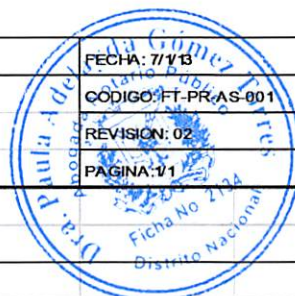 FECHA: 7/1/13
CODIGO: FT-PR-AS-001
REVISION: 02
PAGINA: 1/1
Dra. Paula Adelaida Gómez Torres
Abogada Notario Público
Ficha No 2134
Distrito Nacional